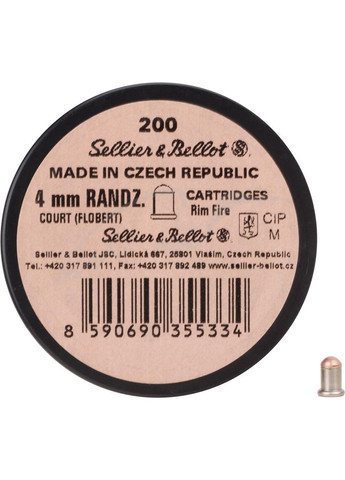 200
Sellier & Bellot S&B
MADE IN CZECH REPUBLIC
4 mm RANDZ. CARTRIDGES
COURT (FLOBERT) Rim Fire CIP M
Sellier & Bellot S&B
Sellier & Bellot JSC, Lidická 667, 25801 Vlašim, Czech Republic
Tel.: +420 317 891 111, Fax: +420 317 892 489 www.sellier-bellot.cz
8 590690 355334